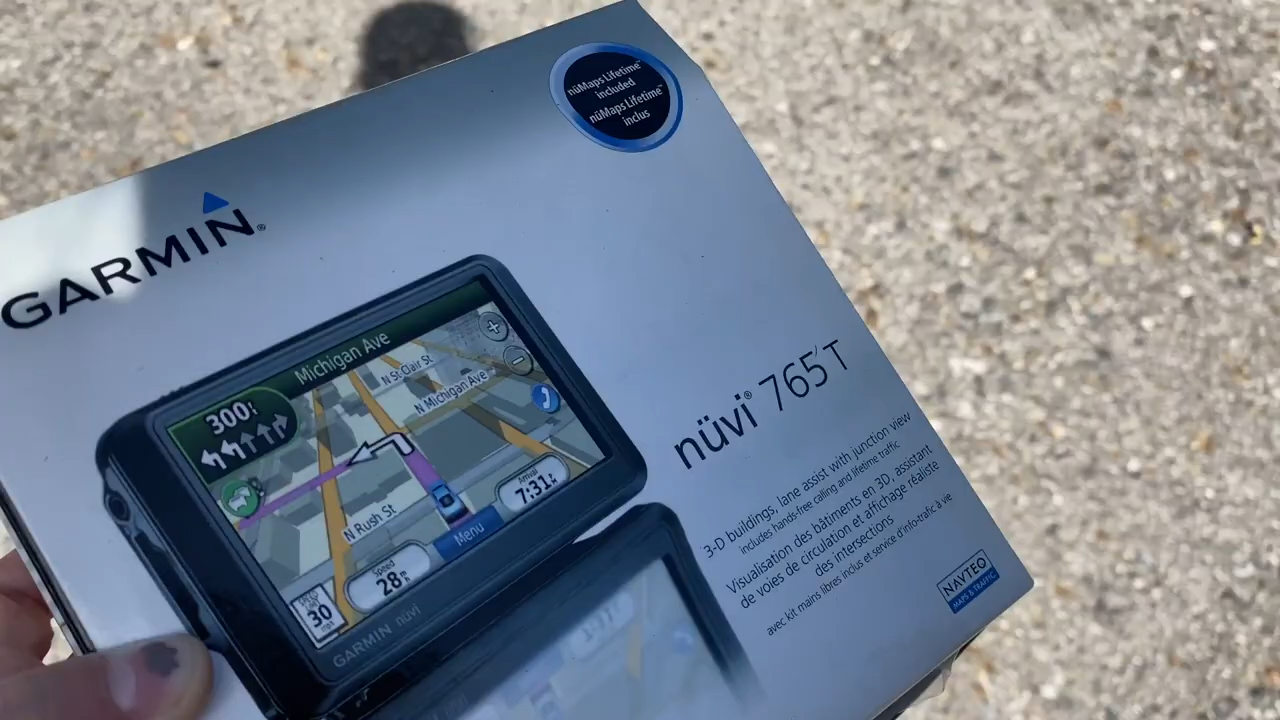 nüMaps Lifetime™
included
nüMaps Lifetime™
inclus
GARMIN®
Michigan Ave
300
N St Clair St
N Michigan Ave
N Rush St
Arrival
7:31
Menu
Speed
28
SPEED
LIMIT
30
GARMIN nüvi
nüvi® 765T
3-D buildings, lane assist with junction view
includes hands-free calling and lifetime traffic
Visualisation des bâtiments en 3D, assistant
de voies de circulation et affichage réaliste
des intersections
avec kit mains libres inclus et service d'info-trafic à vie
NAVTEQ
MAPS & TRAFFIC